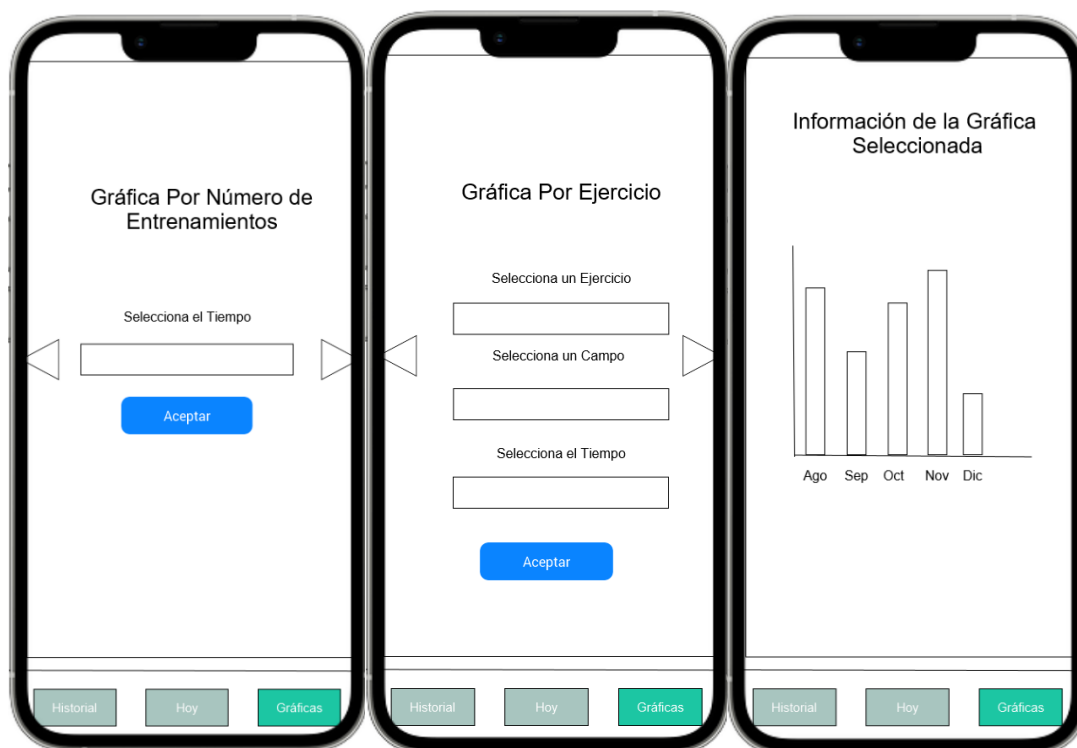 Gráfica Por Número de
Entrenamientos
Selecciona el Tiempo
Aceptar
Historial
Hoy
Gráficas
Gráfica Por Ejercicio
Selecciona un Ejercicio
Selecciona un Campo
Selecciona el Tiempo
Aceptar
Historial
Hoy
Gráficas
Información de la Gráfica
Seleccionada
Ago Sep Oct Nov Dic
Historial
Hoy
Gráficas